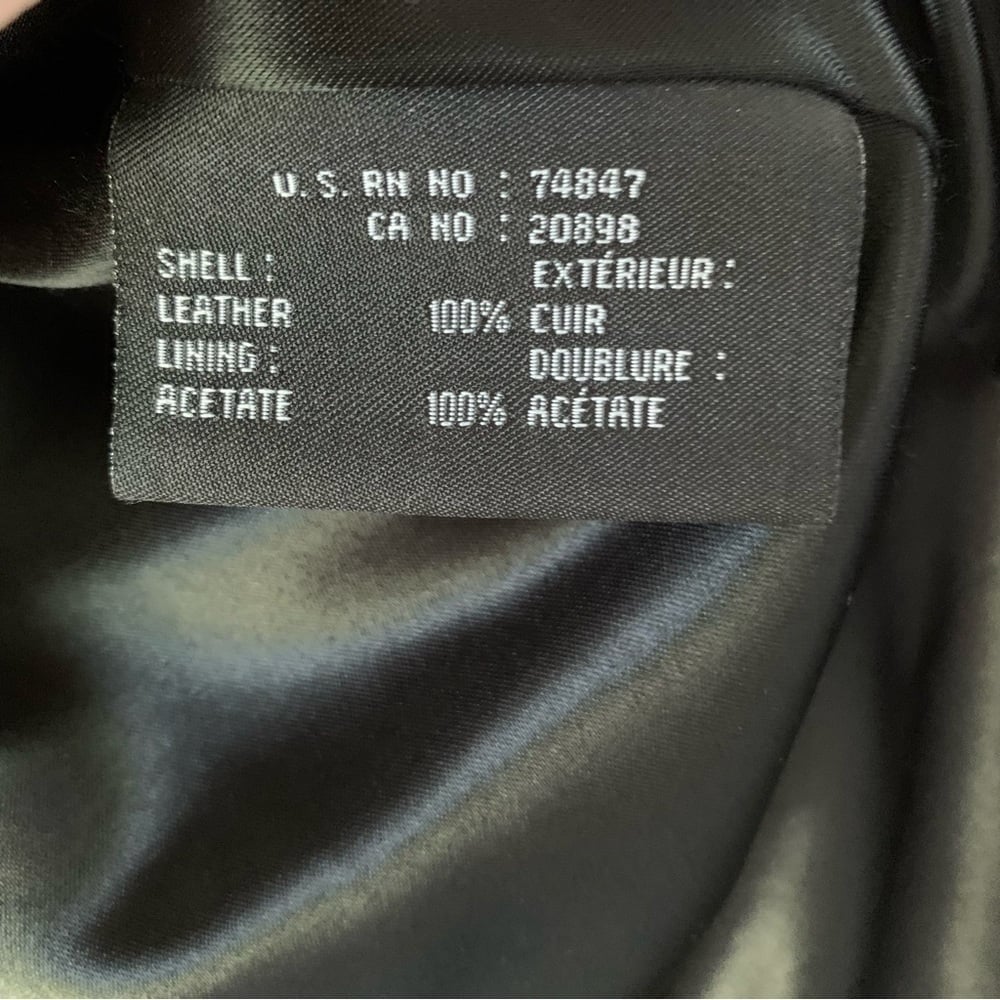 U.S. RN NO : 74847
CA NO : 20898
SHELL : EXTÉRIEUR :
LEATHER 100% CUIR
LINING : DOUBLURE :
ACETATE 100% ACÉTATE